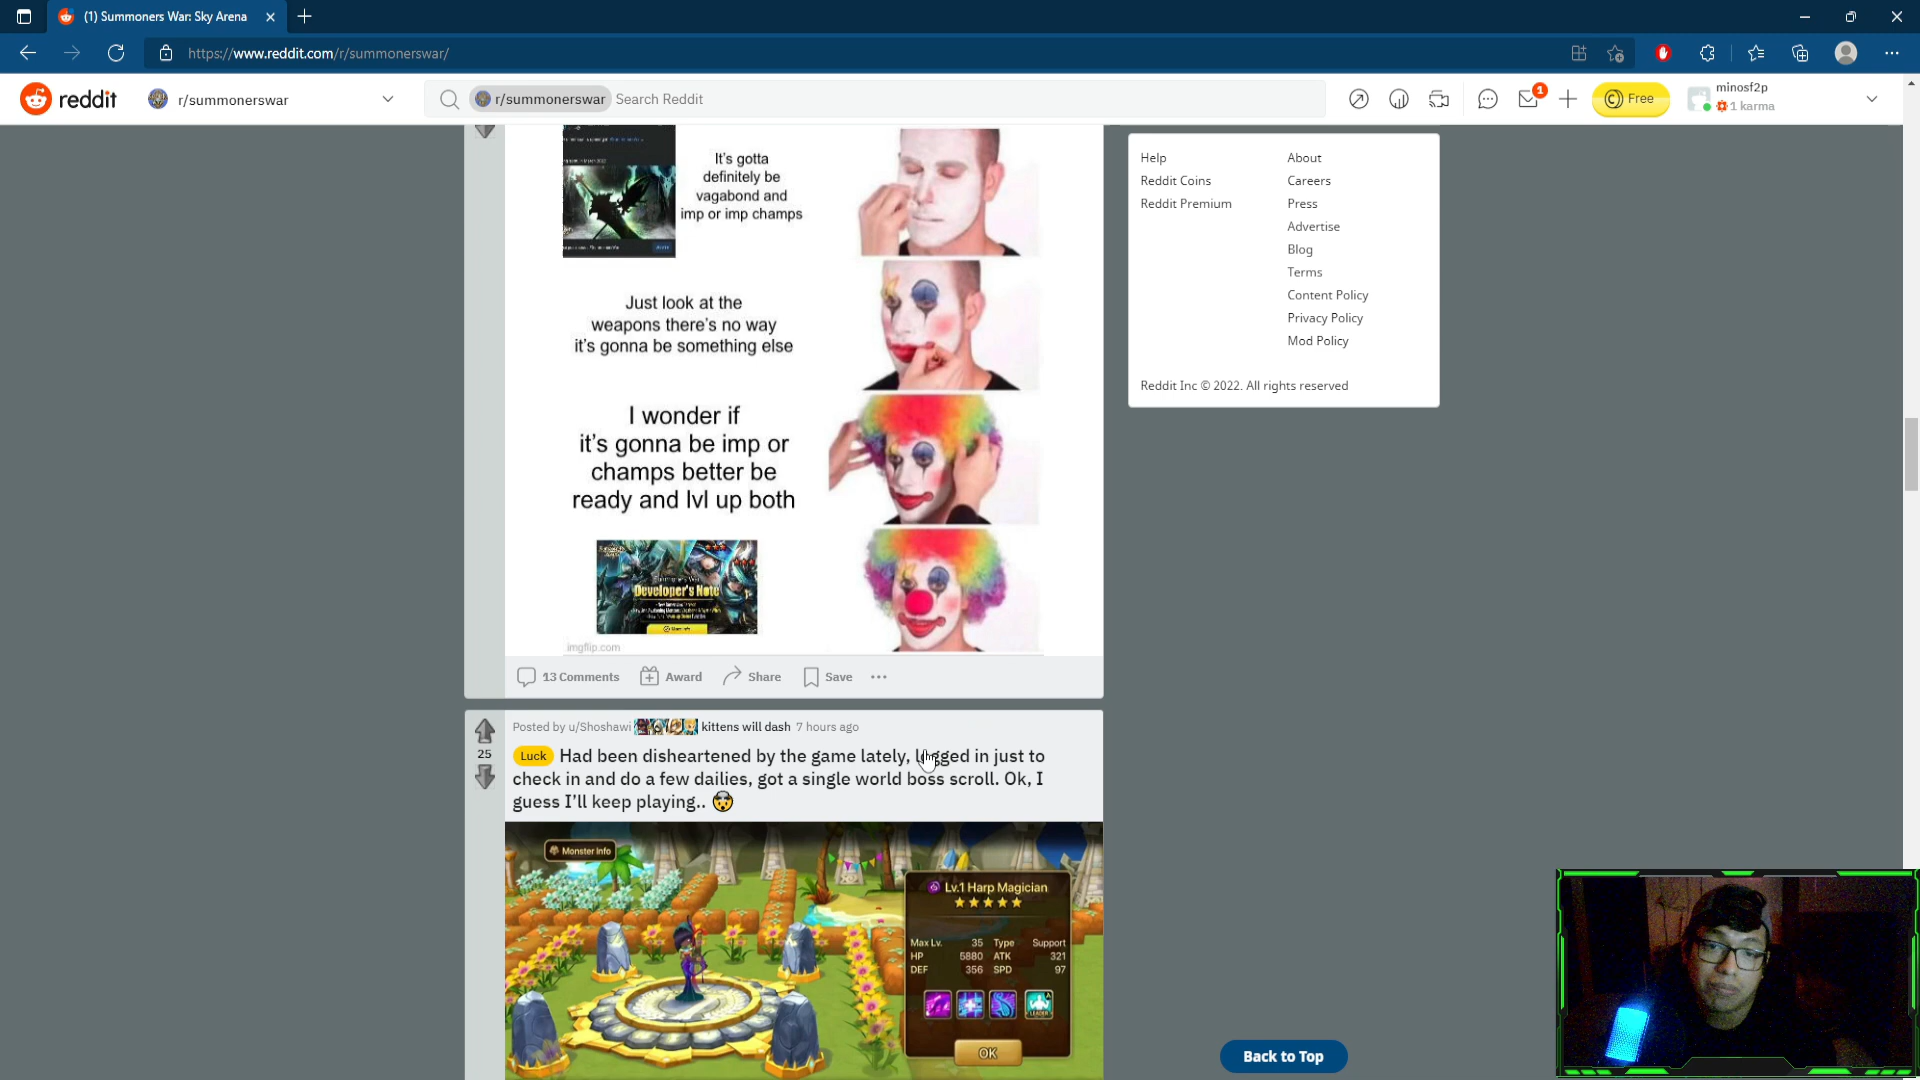 (1) Summoners War: Sky Arena
https://www.reddit.com/r/summonerswar/
reddit
r/summonerswar
r/summonerswar Search Reddit
1
Free
minosf2p
1 karma
It's gotta
definitely be
vagabond and
imp or imp champs
Just look at the
weapons there's no way
it's gonna be something else
I wonder if
it's gonna be imp or
champs better be
ready and lvl up both
Developer's Note
imgflip.com
13 Comments
Award
Share
Save
Posted by u/Shoshawi kittens will dash 7 hours ago
25
Luck Had been disheartened by the game lately, logged in just to
check in and do a few dailies, got a single world boss scroll. Ok, I
guess I'll keep playing.. 🤯
Monster info
Lv.1 Harp Magician
Max Lv. 35 Type Support
HP 5880 ATK 321
DEF 356 SPD 97
LEADER
OK
Help
Reddit Coins
Reddit Premium
About
Careers
Press
Advertise
Blog
Terms
Content Policy
Privacy Policy
Mod Policy
Reddit Inc © 2022. All rights reserved
Back to Top